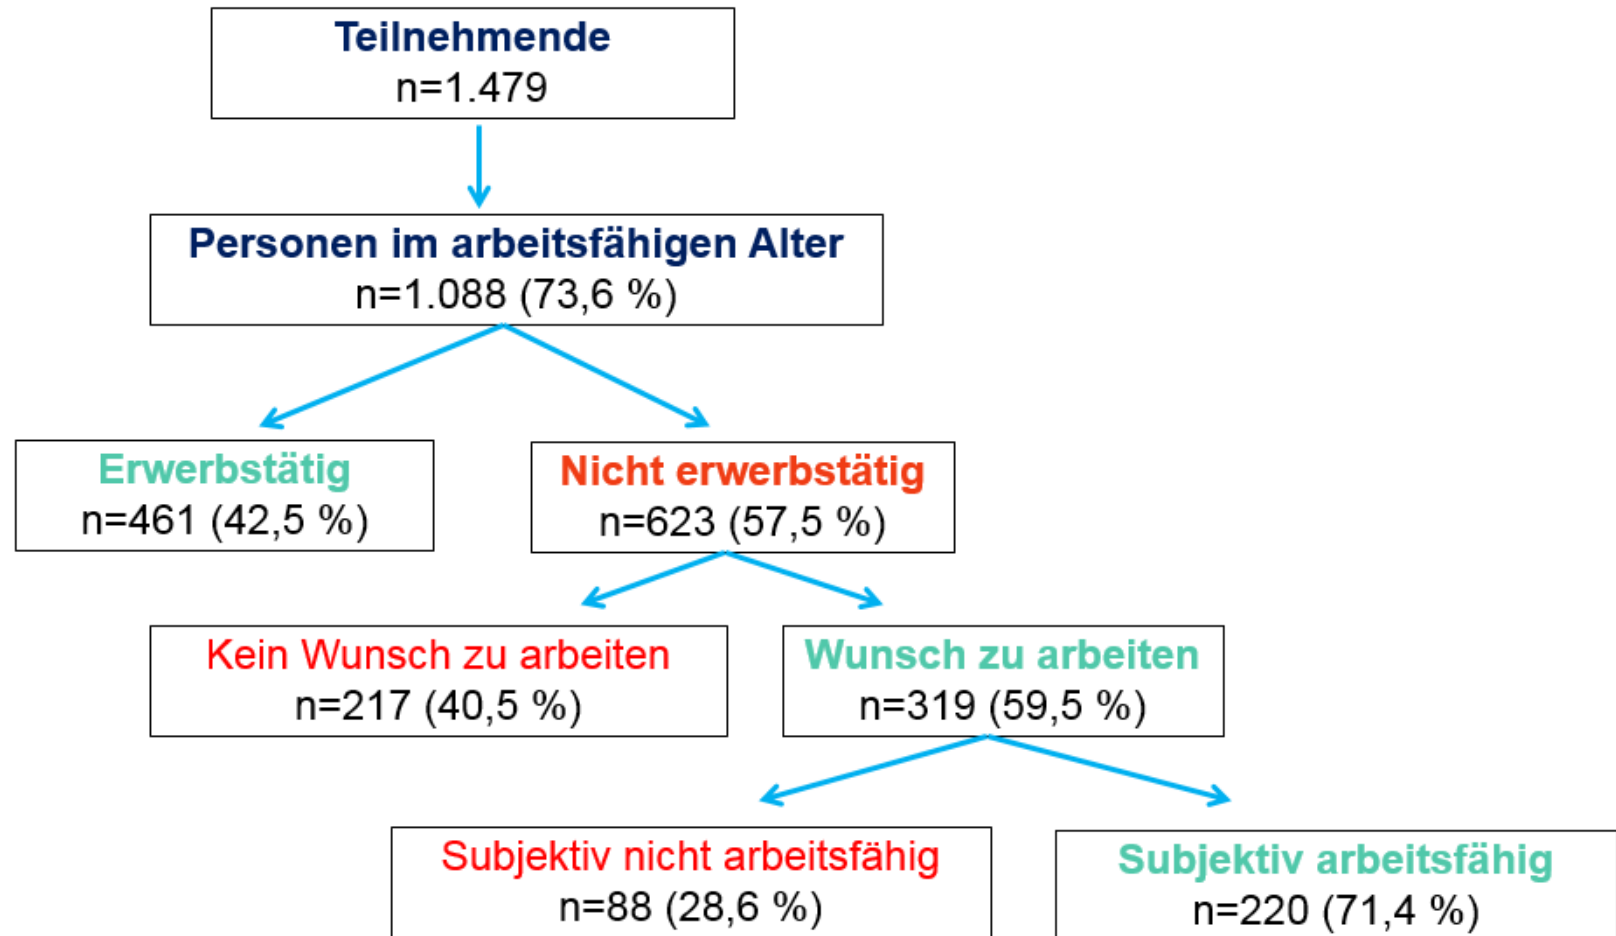 Teilnehmende
n=1.479
Personen im arbeitsfähigen Alter
n=1.088 (73,6 %)
Erwerbstätig
n=461 (42,5 %)
Nicht erwerbstätig
n=623 (57,5 %)
Kein Wunsch zu arbeiten
n=217 (40,5 %)
Wunsch zu arbeiten
n=319 (59,5 %)
Subjektiv nicht arbeitsfähig
n=88 (28,6 %)
Subjektiv arbeitsfähig
n=220 (71,4 %)